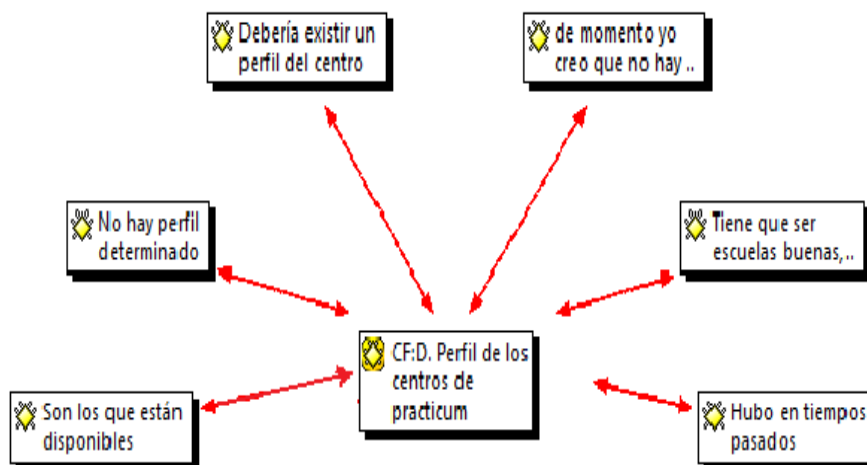 Debería existir un
perfil del centro
de momento yo
creo que no hay ..
No hay perfil
determinado
Tiene que ser
escuelas buenas,..
CF:D. Perfil de los
centros de
practicum
Son los que están
disponibles
Hubo en tiempos
pasados